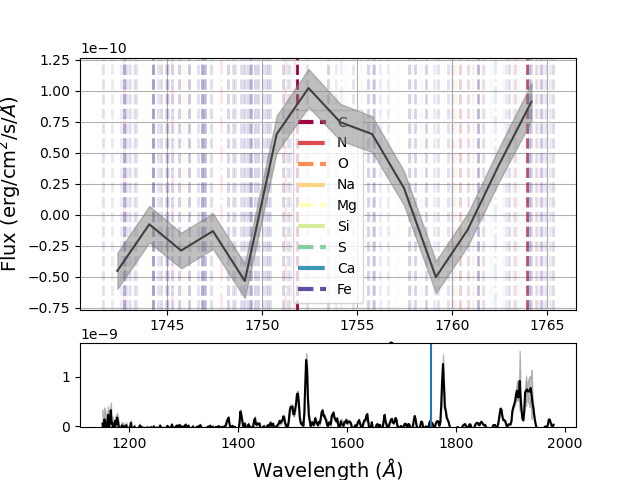 1e−10
Flux (erg/cm²/s/Å)
1.25
1.00
0.75
0.50
0.25
0.00
−0.25
−0.50
−0.75
C
N
O
Na
Mg
Si
S
Ca
Fe
1745 1750 1755 1760 1765
1e−9
1
0
1200 1400 1600 1800 2000
Wavelength (Å)